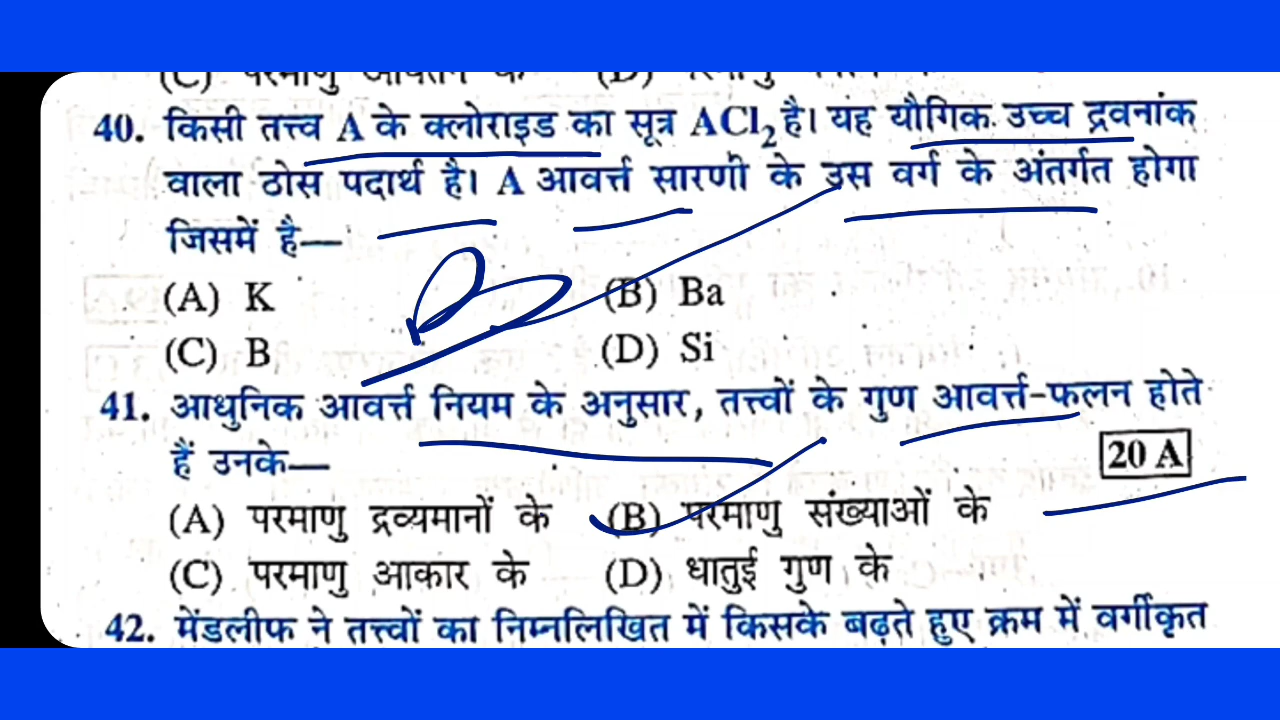 40. किसी तत्त्व A के क्लोराइड का सूत्र ACl₂ है। यह यौगिक उच्च द्रवनांक
वाला ठोस पदार्थ है। A आवर्त्त सारणी के उस वर्ग के अंतर्गत होगा
जिसमें है—
(A) K (B) Ba
(C) B (D) Si
41. आधुनिक आवर्त्त नियम के अनुसार, तत्त्वों के गुण आवर्त्त-फलन होते
हैं उनके—
20 A
(A) परमाणु द्रव्यमानों के (B) परमाणु संख्याओं के
(C) परमाणु आकार के (D) धातुई गुण के
42. मेंडलीफ ने तत्त्वों का निम्नलिखित में किसके बढ़ते हुए क्रम में वर्गीकृत